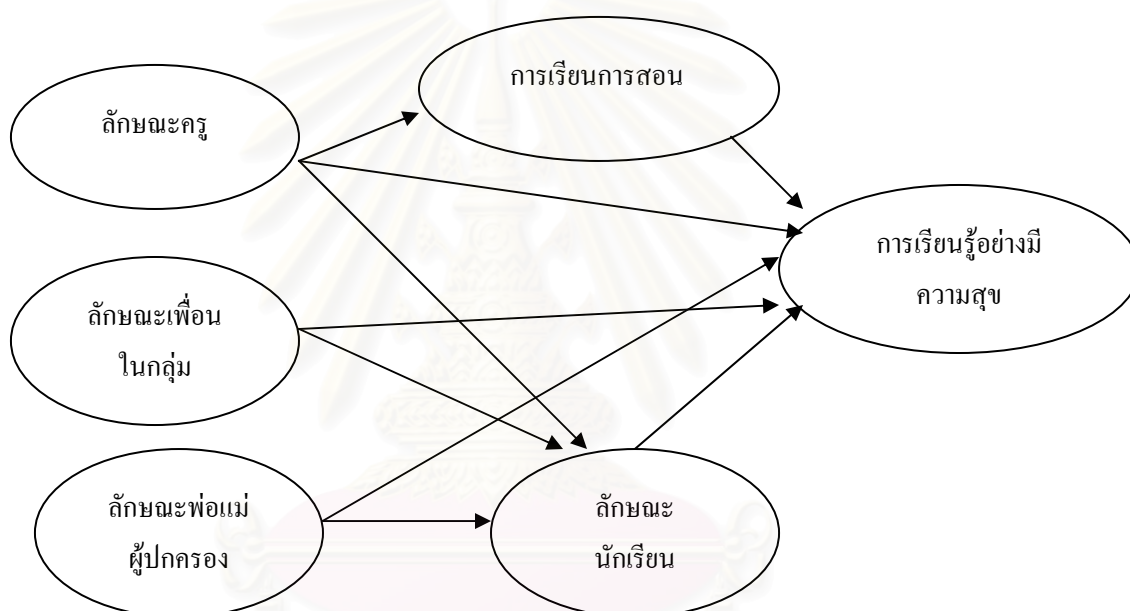 การเรียนการสอน
ลักษณะครู
การเรียนรู้อย่างมี
ความสุข
ลักษณะเพื่อน
ในกลุ่ม
ลักษณะพ่อแม่
ผู้ปกครอง
ลักษณะ
นักเรียน